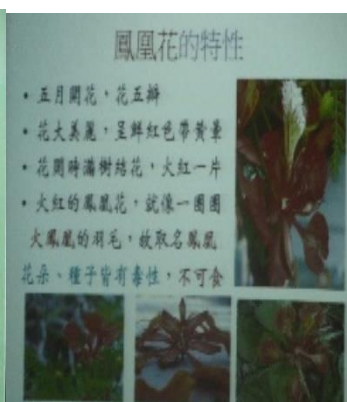 鳳凰花的特性
• 五月開花，花五瓣
• 花大美麗，呈鮮紅色帶黃暈
• 花開時滿樹結花，火紅一片
• 火紅的鳳凰花，就像一團團
火鳳凰的羽毛，故取名鳳凰
花朵、種子皆有毒性，不可食